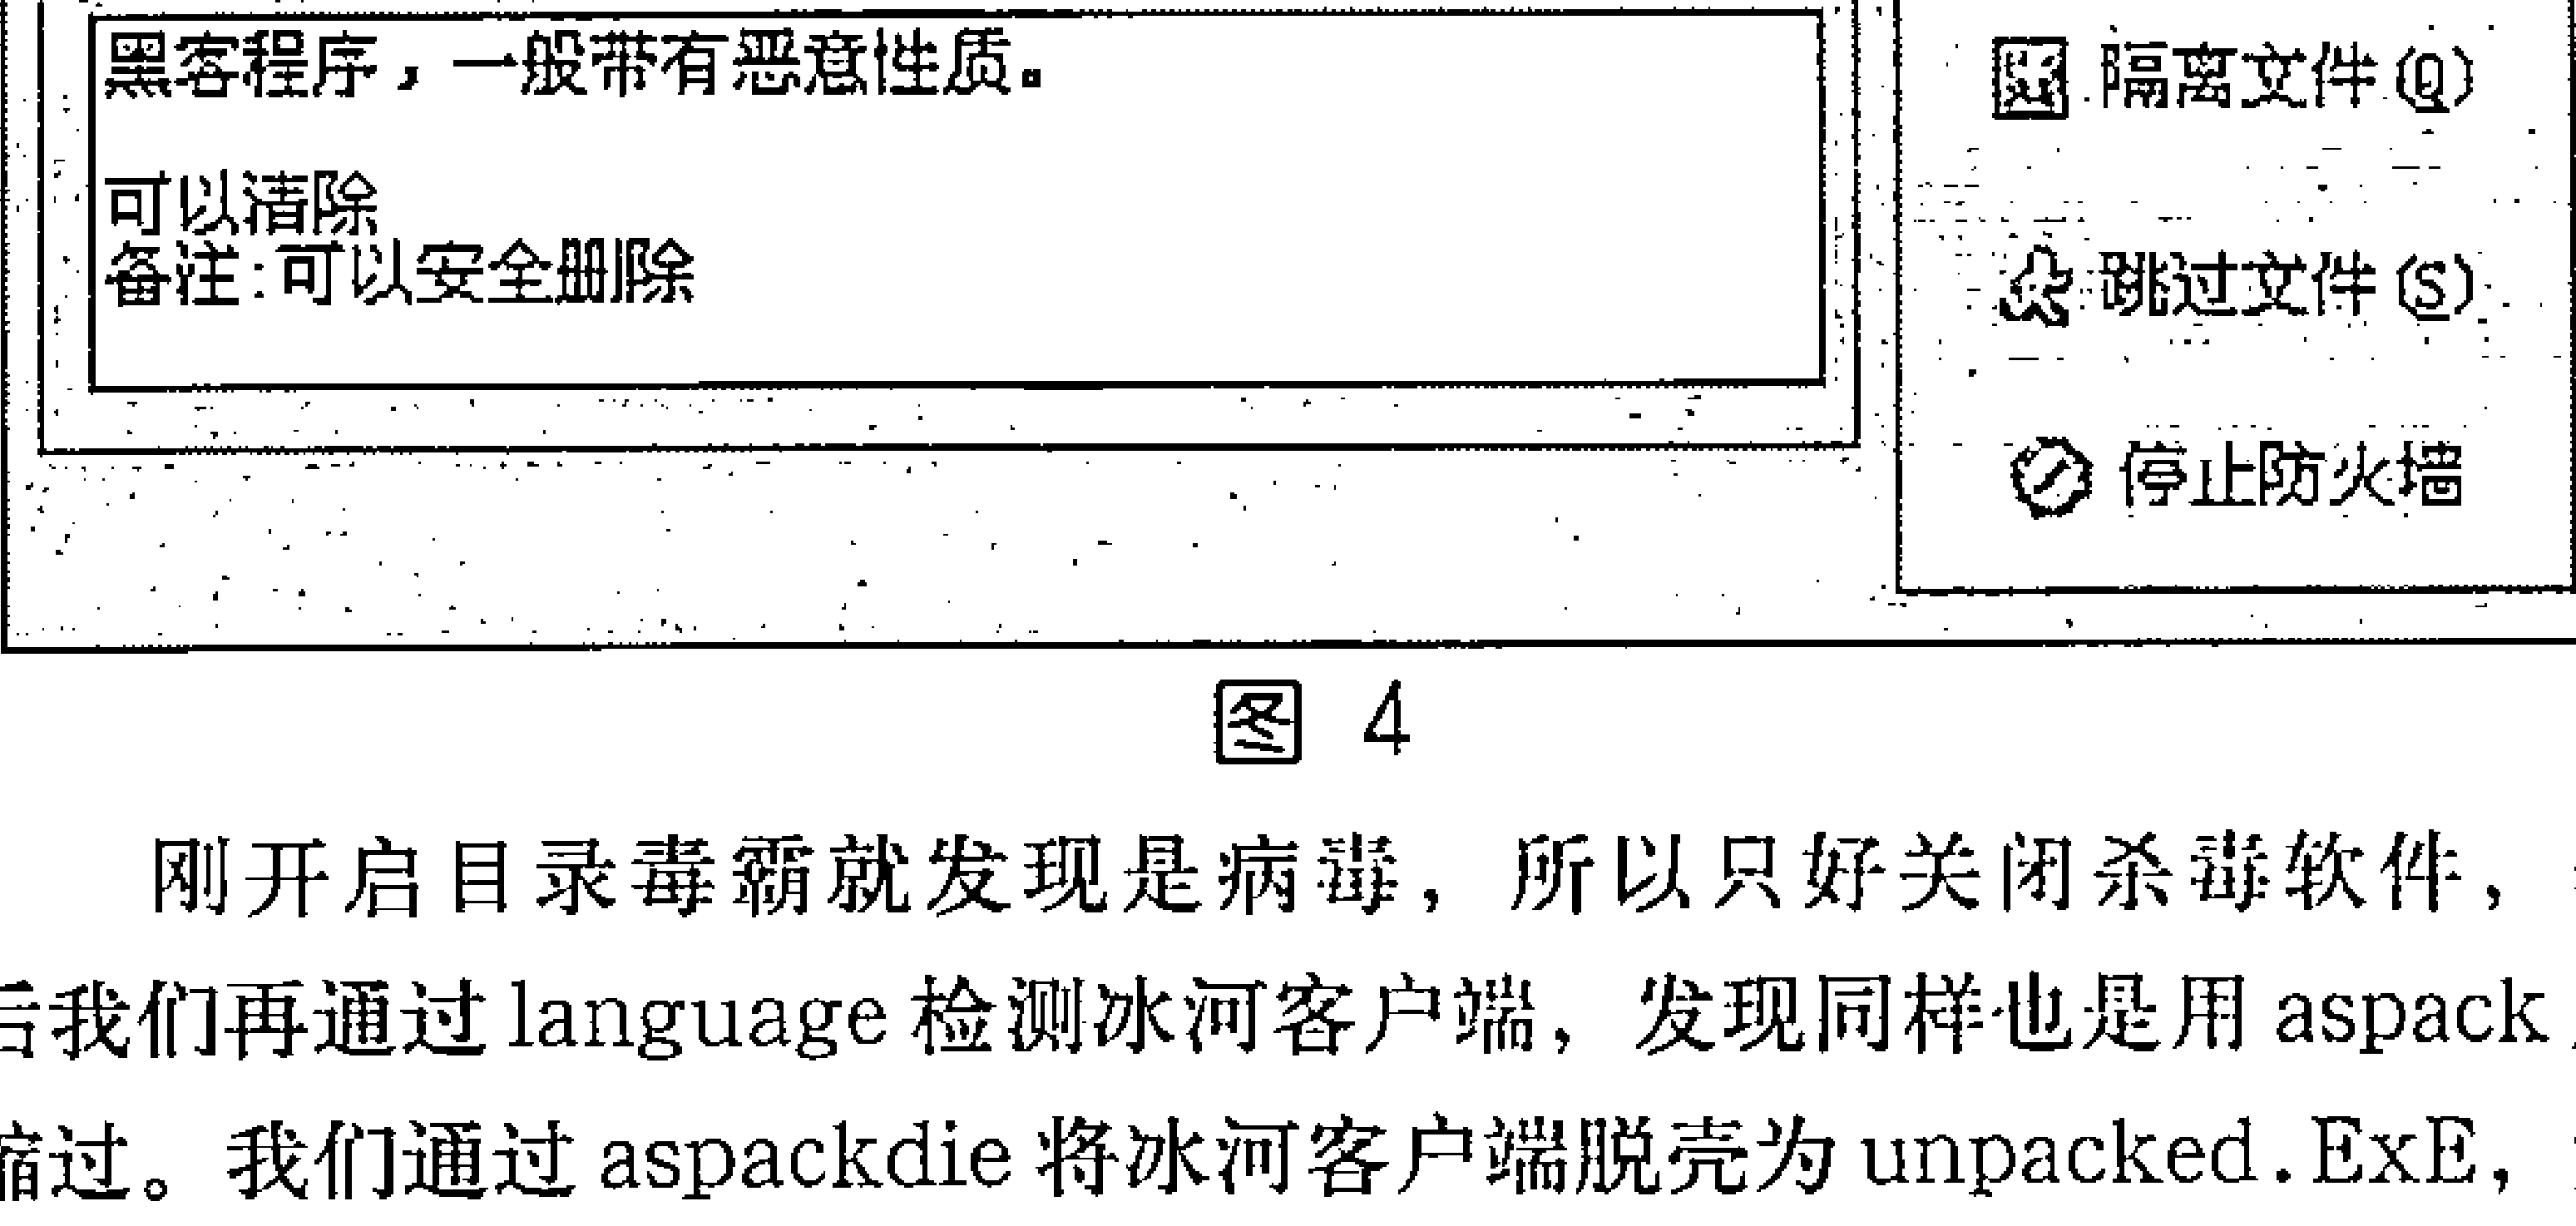 黑客程序，一般带有恶意性质。
可以清除
备注:可以安全删除
隔离文件(Q)
跳过文件(S)
停止防火墙
图 4
刚开启目录毒霸就发现是病毒，所以只好关闭杀毒软件，
后我们再通过language检测冰河客户端，发现同样也是用aspack
缩过。我们通过aspackdie将冰河客户端脱壳为unpacked.ExE，